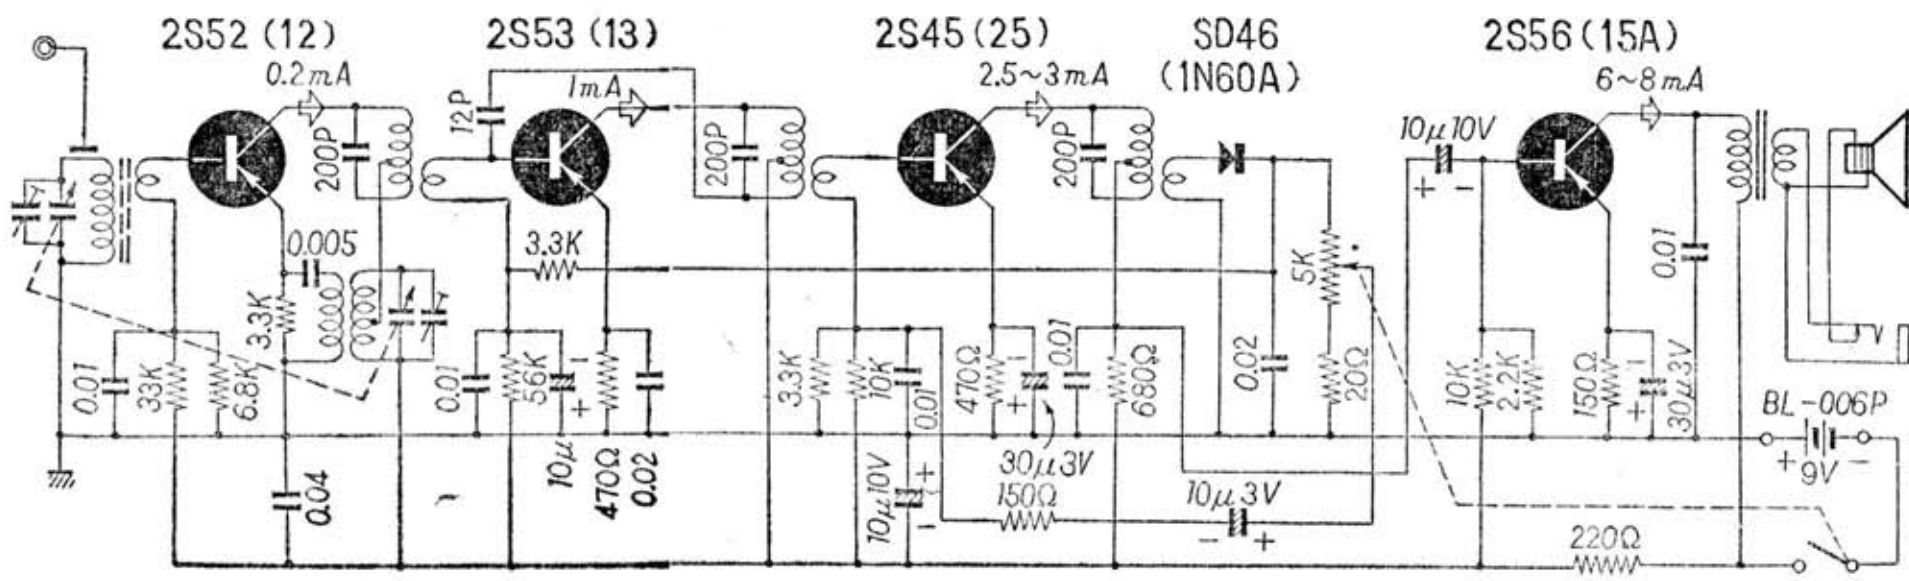 2S52 (12)
2S53 (13)
2S45 (25)
SD46
(1N60A)
2S56 (15A)
0.2mA
1mA
2.5~3mA
6~8mA
200P
12P
200P
200P
10μ10V
+ -
0.005
3.3K
3.3K
5K
0.01
0.01
33K
6.8K
0.01
56K
-
+
10μ
470Ω
0.02
3.3K
10K
0.01
470Ω
-
+
30μ3V
0.01
680Ω
0.02
20Ω
10K
2.2K
150Ω
-
+
30μ3V
BL-006P
+ 9V -
0.04
10μ10V
+
-
150Ω
10μ3V
- +
220Ω